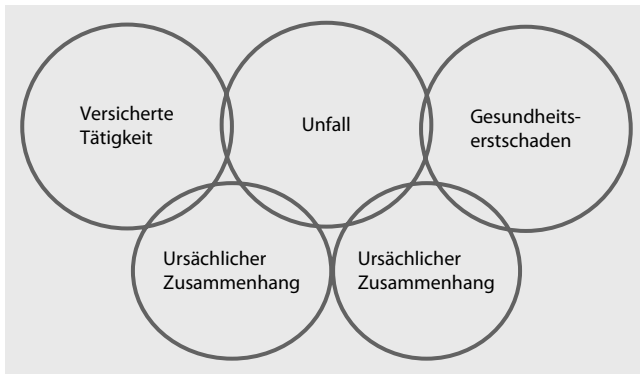 Versicherte
Tätigkeit
Unfall
Gesundheits-
erstschaden
Ursächlicher
Zusammenhang
Ursächlicher
Zusammenhang